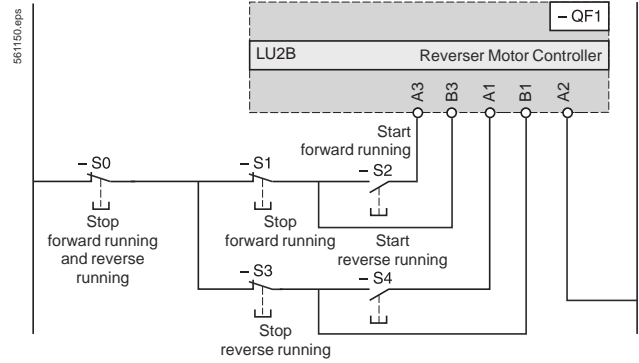 561150.eps
– QF1
LU2B
Reverser Motor Controller
A3
B3
A1
B1
A2
Start
forward running
– S0
– S1
– S2
Stop
forward running
and reverse
running
Stop
forward running
Start
reverse running
– S3
– S4
Stop
reverse running